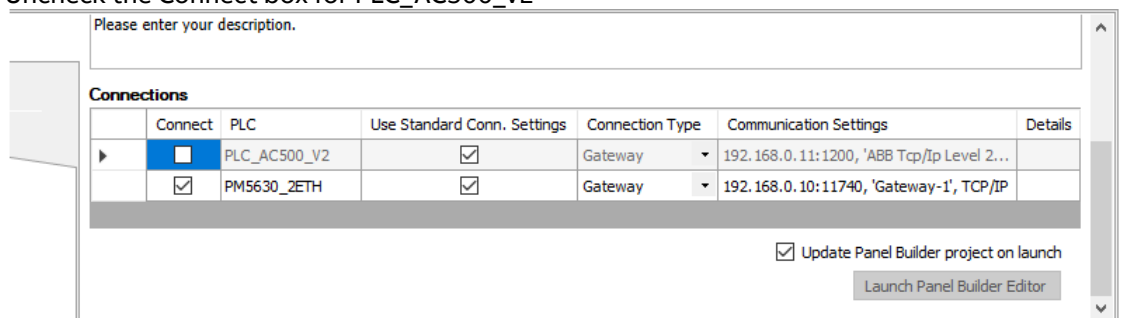 Uncheck the Connect box for PLC_AC500_V2
Please enter your description.
Connections
Connect PLC Use Standard Conn. Settings Connection Type Communication Settings Details
PLC_AC500_V2 Gateway 192.168.0.11:1200, 'ABB Tcp/Ip Level 2...
PM5630_2ETH Gateway 192.168.0.10:11740, 'Gateway-1', TCP/IP
Update Panel Builder project on launch
Launch Panel Builder Editor